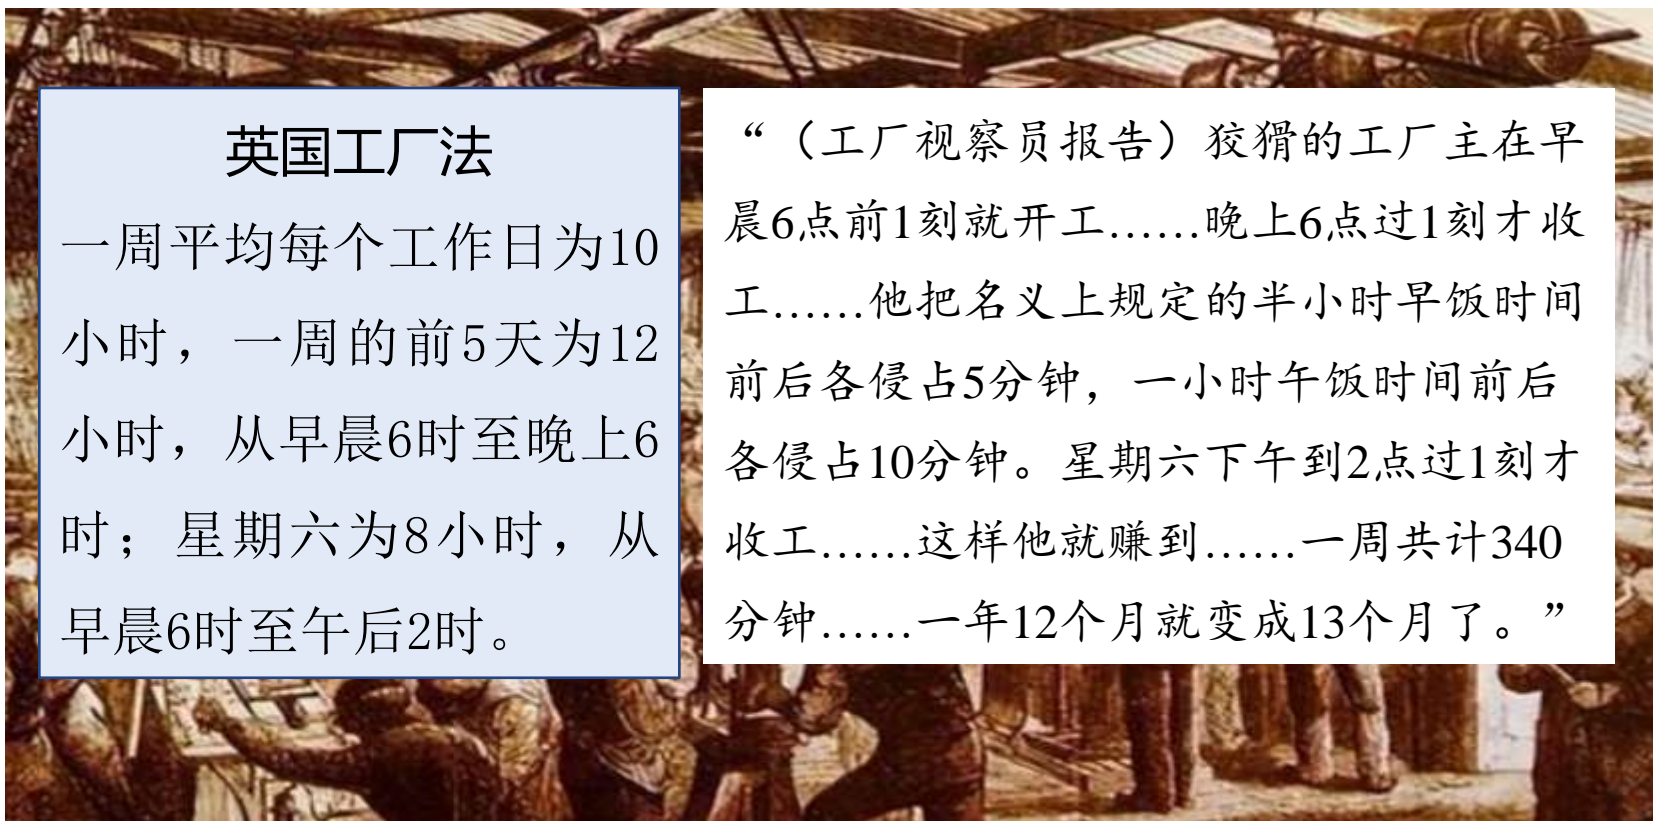 英国工厂法
一周平均每个工作日为10
小时，一周的前5天为12
小时，从早晨6时至晚上6
时；星期六为8小时，从
早晨6时至午后2时。
“（工厂视察员报告）狡猾的工厂主在早
晨6点前1刻就开工……晚上6点过1刻才收
工……他把名义上规定的半小时早饭时间
前后各侵占5分钟，一小时午饭时间前后
各侵占10分钟。星期六下午到2点过1刻才
收工……这样他就赚到……一周共计340
分钟……一年12个月就变成13个月了。”